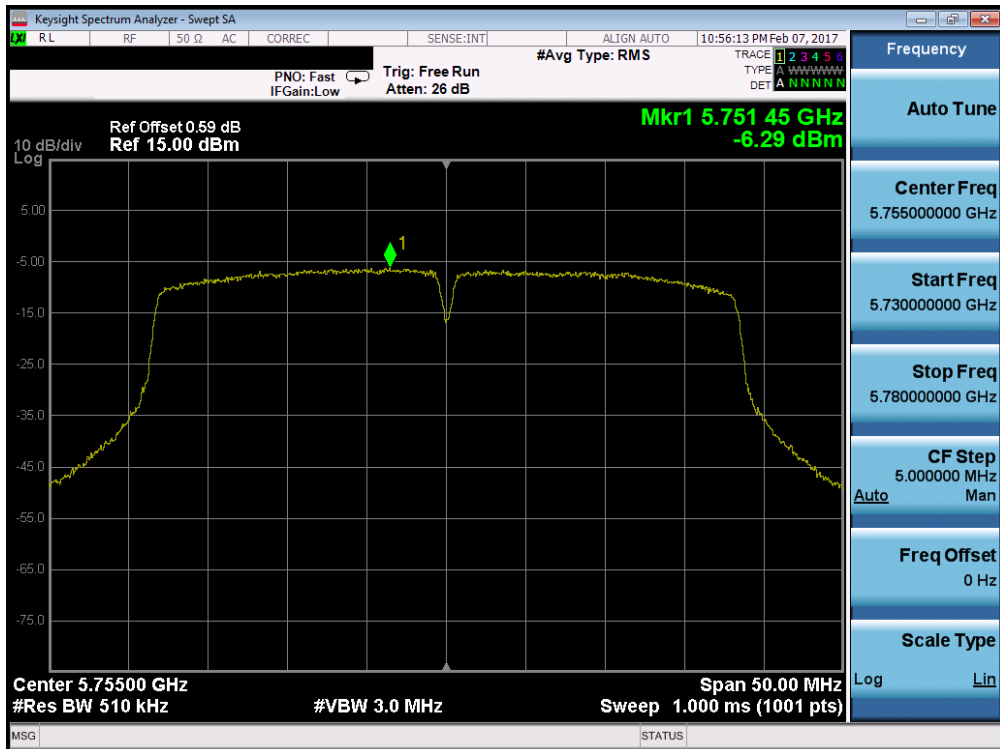 Keysight Spectrum Analyzer - Swept SA
LXI RL RF 50 Ω AC CORREC SENSE:INT ALIGN AUTO 10:56:13 PM Feb 07, 2017
#Avg Type: RMS
TRACE 1 2 3 4 5 6
TYPE A WWWWW
DET A N N N N N
PNO: Fast
IFGain:Low
Trig: Free Run
Atten: 26 dB
Mkr1 5.751 45 GHz
-6.29 dBm
Ref Offset 0.59 dB
10 dB/div Ref 15.00 dBm
Log
5.00
-5.00
-15.0
-25.0
-35.0
-45.0
-55.0
-65.0
-75.0
1
Center 5.75500 GHz
Span 50.00 MHz
#Res BW 510 kHz
#VBW 3.0 MHz
Sweep 1.000 ms (1001 pts)
MSG
STATUS
Frequency
Auto Tune
Center Freq
5.755000000 GHz
Start Freq
5.730000000 GHz
Stop Freq
5.780000000 GHz
CF Step
5.000000 MHz
Auto Man
Freq Offset
0 Hz
Scale Type
Log Lin